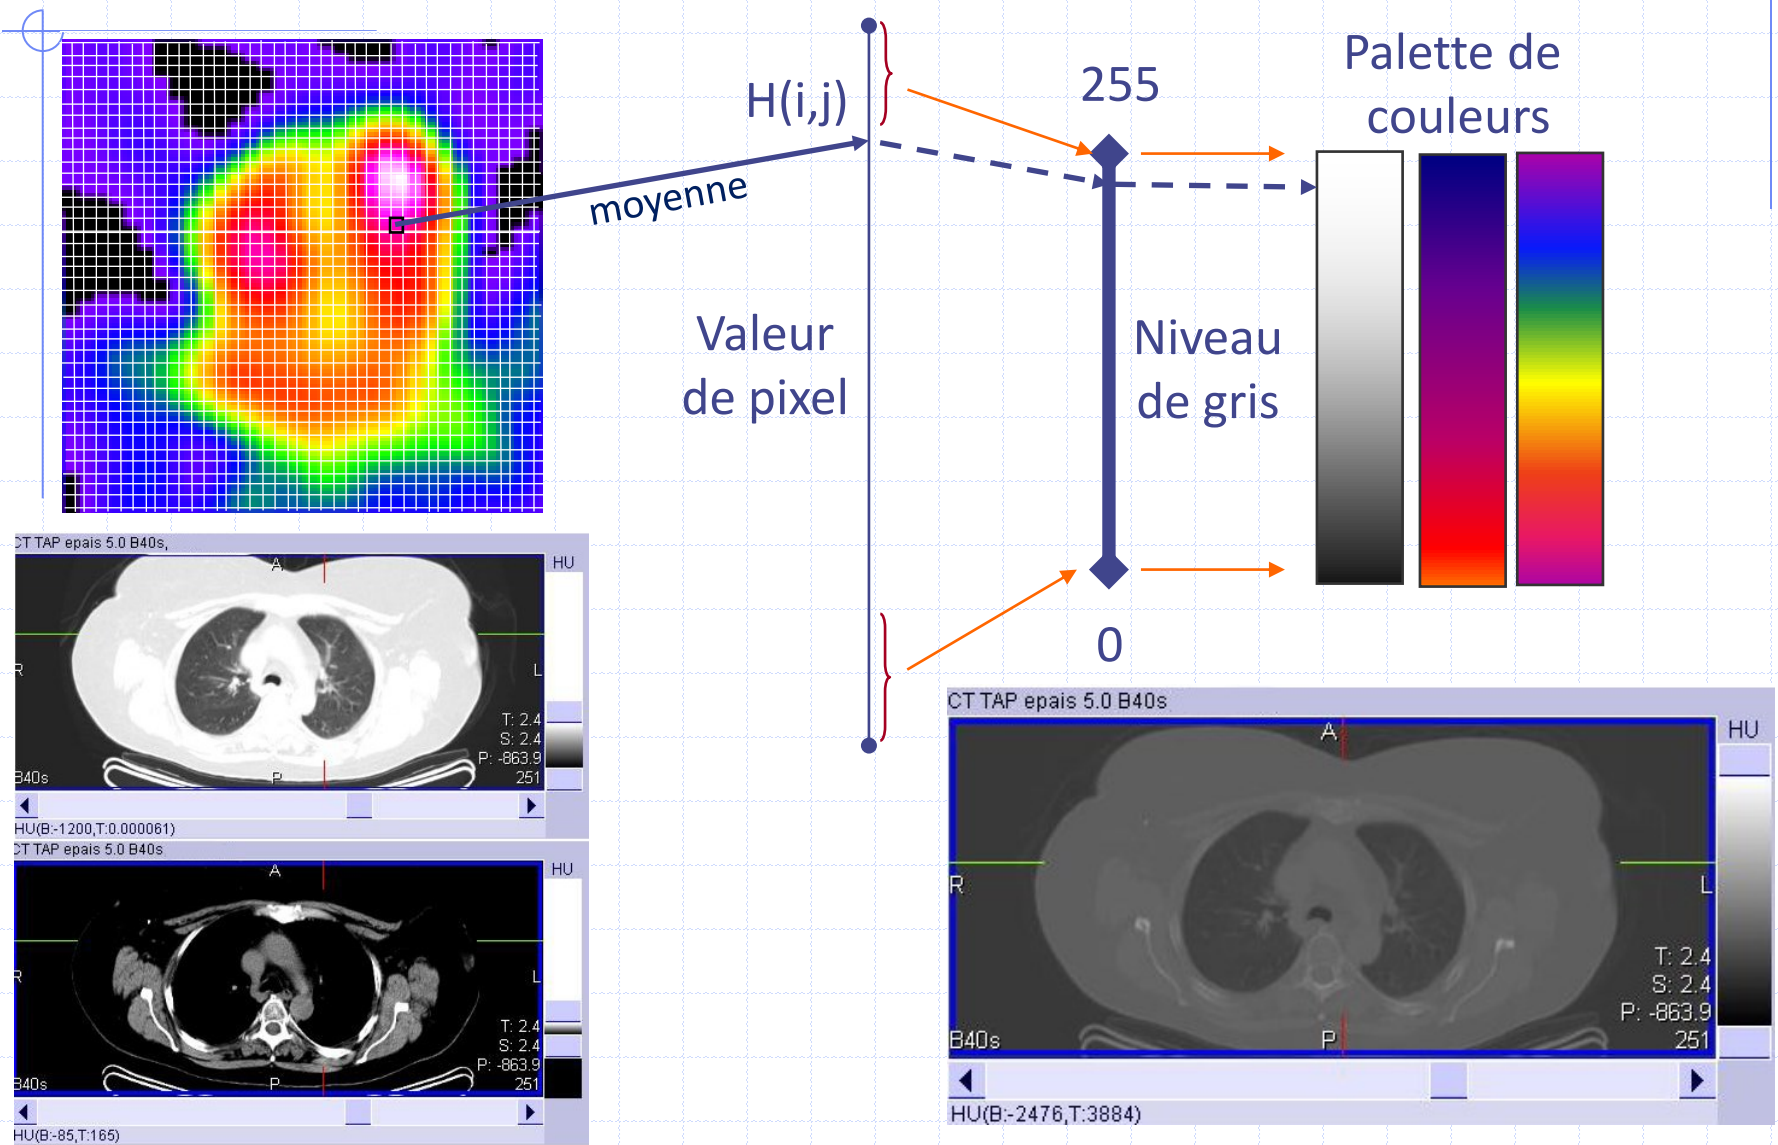 H(i,j)
moyenne
Valeur
de pixel
255
Niveau
de gris
0
Palette de
couleurs
CT TAP epais 5.0 B40s,
HU
A
R
L
T: 2.4
S: 2.4
P: -863.9
B40s
P
251
HU(B:-1200,T:0.000061)
CT TAP epais 5.0 B40s
HU
A
R
L
T: 2.4
S: 2.4
P: -863.9
B40s
P
251
HU(B:-85,T:165)
CT TAP epais 5.0 B40s
HU
A
R
L
T: 2.4
S: 2.4
P: -863.9
B40s
P
251
HU(B:-2476,T:3884)